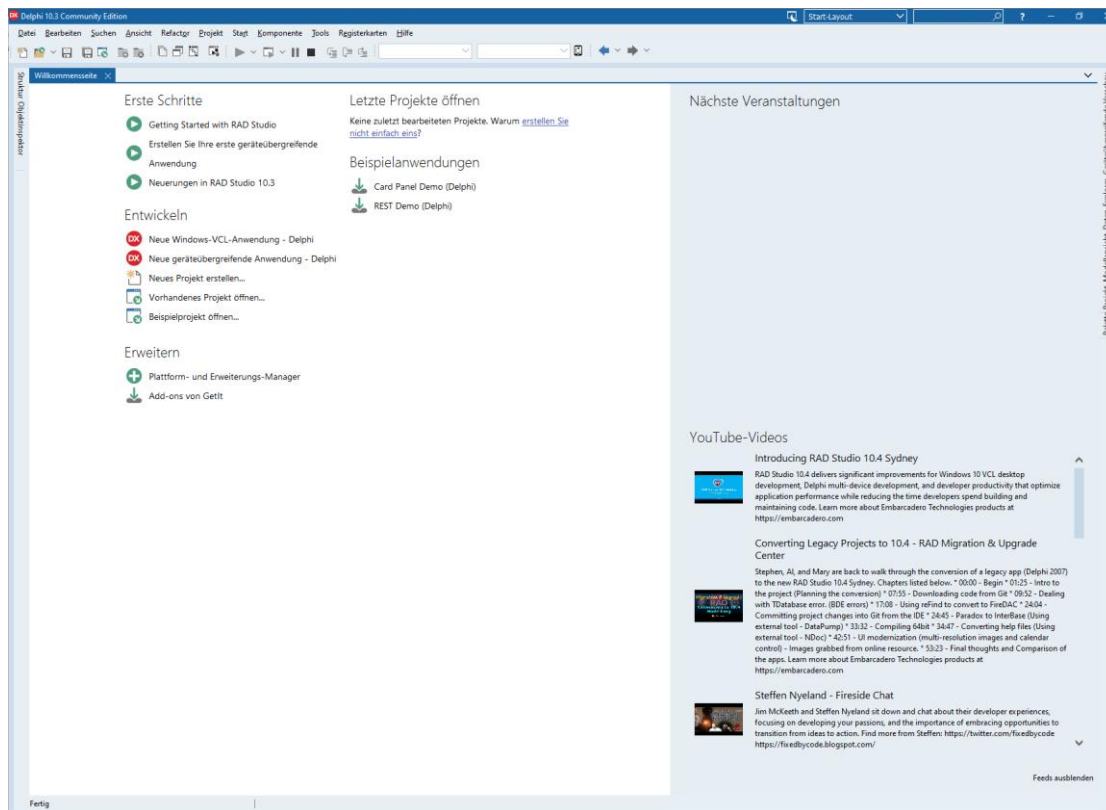 Delphi 10.3 Community Edition
Start-Layout
?
Datei Bearbeiten Suchen Ansicht Refactor Projekt Start Komponente Tools Registerkarten Hilfe
Struktur Objektinspektor
Willkommensseite
Erste Schritte
Getting Started with RAD Studio
Erstellen Sie Ihre erste geräteübergreifende
Anwendung
Neuerungen in RAD Studio 10.3
Entwickeln
DX Neue Windows-VCL-Anwendung - Delphi
DX Neue geräteübergreifende Anwendung - Delphi
Neues Projekt erstellen...
Vorhandenes Projekt öffnen...
Beispielprojekt öffnen...
Erweitern
Plattform- und Erweiterungs-Manager
Add-ons von GetIt
Letzte Projekte öffnen
Keine zuletzt bearbeiteten Projekte. Warum erstellen Sie
nicht einfach eins?
Beispielanwendungen
Card Panel Demo (Delphi)
REST Demo (Delphi)
Nächste Veranstaltungen
YouTube-Videos
Introducing RAD Studio 10.4 Sydney
RAD Studio 10.4 delivers significant improvements for Windows 10 VCL desktop
development, Delphi multi-device development, and developer productivity that optimize
application performance while reducing the time developers spend building and
maintaining code. Learn more about Embarcadero Technologies products at
https://embarcadero.com
Converting Legacy Projects to 10.4 - RAD Migration & Upgrade
Center
Stephen, Al, and Mary are back to walk through the conversion of a legacy app (Delphi 2007)
to the new RAD Studio 10.4 Sydney. Chapters listed below. * 00:00 - Begin * 01:25 - Intro to
the project (Planning the conversion) * 07:55 - Downloading code from Git * 09:52 - Dealing
with TDatabase error. (BDE errors) * 17:08 - Using reFind to convert to FireDAC * 24:04 -
Committing project changes into Git from the IDE * 24:45 - Paradox to InterBase (Using
external tool - DataPump) * 33:32 - Compiling 64bit * 34:47 - Converting help files (Using
external tool - NDoc) * 42:51 - UI modernization (multi-resolution images and calendar
control) - Images grabbed from online resource. * 53:23 - Final thoughts and Comparison of
the apps. Learn more about Embarcadero Technologies products at
https://embarcadero.com
Steffen Nyeland - Fireside Chat
Jim McKeeth and Steffen Nyeland sit down and chat about their developer experiences,
focusing on developing your passions, and the importance of embracing opportunities to
transition from ideas to action. Find more from Steffen: https://twitter.com/fixedbycode
https://fixedbycode.blogspot.com/
Feeds ausblenden
Fertig